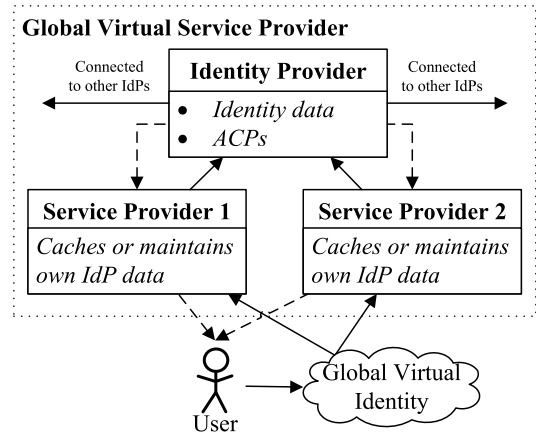 Global Virtual Service Provider
Connected
to other IdPs
Identity Provider
Connected
to other IdPs
• Identity data
• ACPs
Service Provider 1
Caches or maintains
own IdP data
Service Provider 2
Caches or maintains
own IdP data
User
Global Virtual
Identity